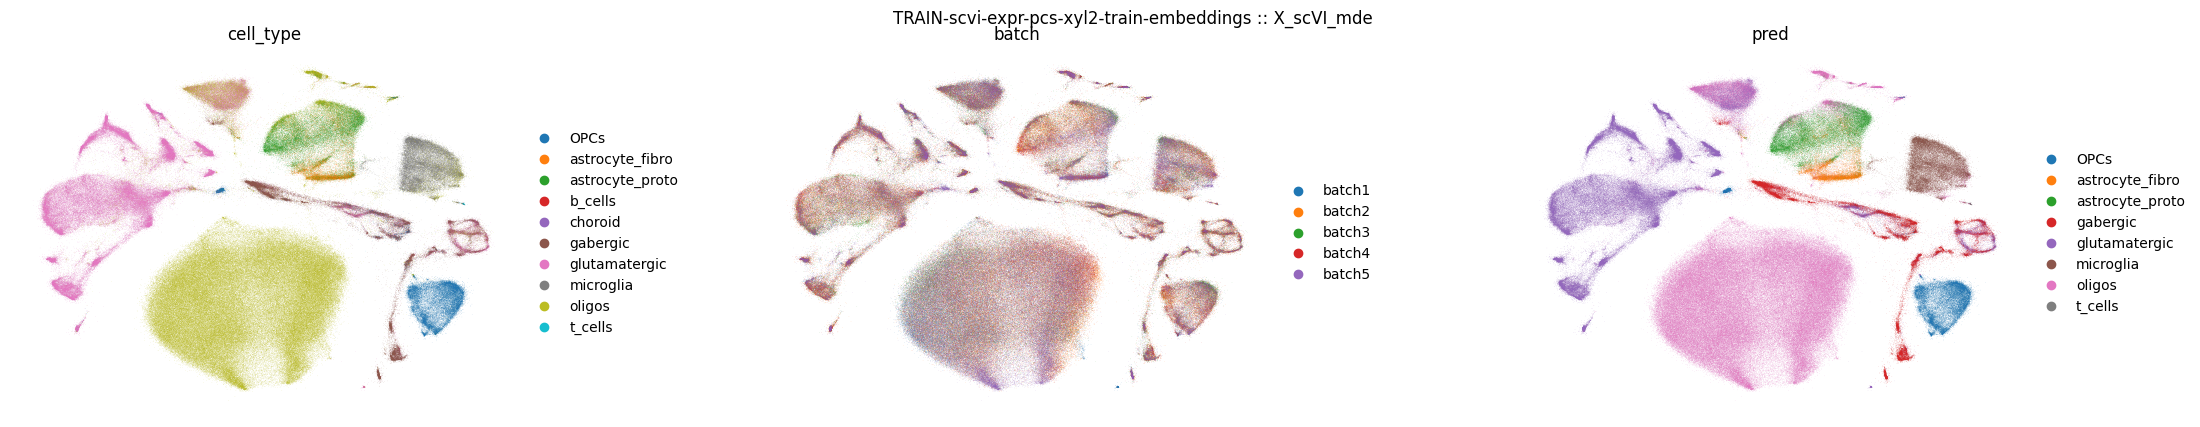 TRAIN-scvi-expr-pcs-xyl2-train-embeddings :: X_scVI_mde
cell_type
OPCs
astrocyte_fibro
astrocyte_proto
b_cells
choroid
gabergic
glutamatergic
microglia
oligos
t_cells
batch
batch1
batch2
batch3
batch4
batch5
pred
OPCs
astrocyte_fibro
astrocyte_proto
gabergic
glutamatergic
microglia
oligos
t_cells